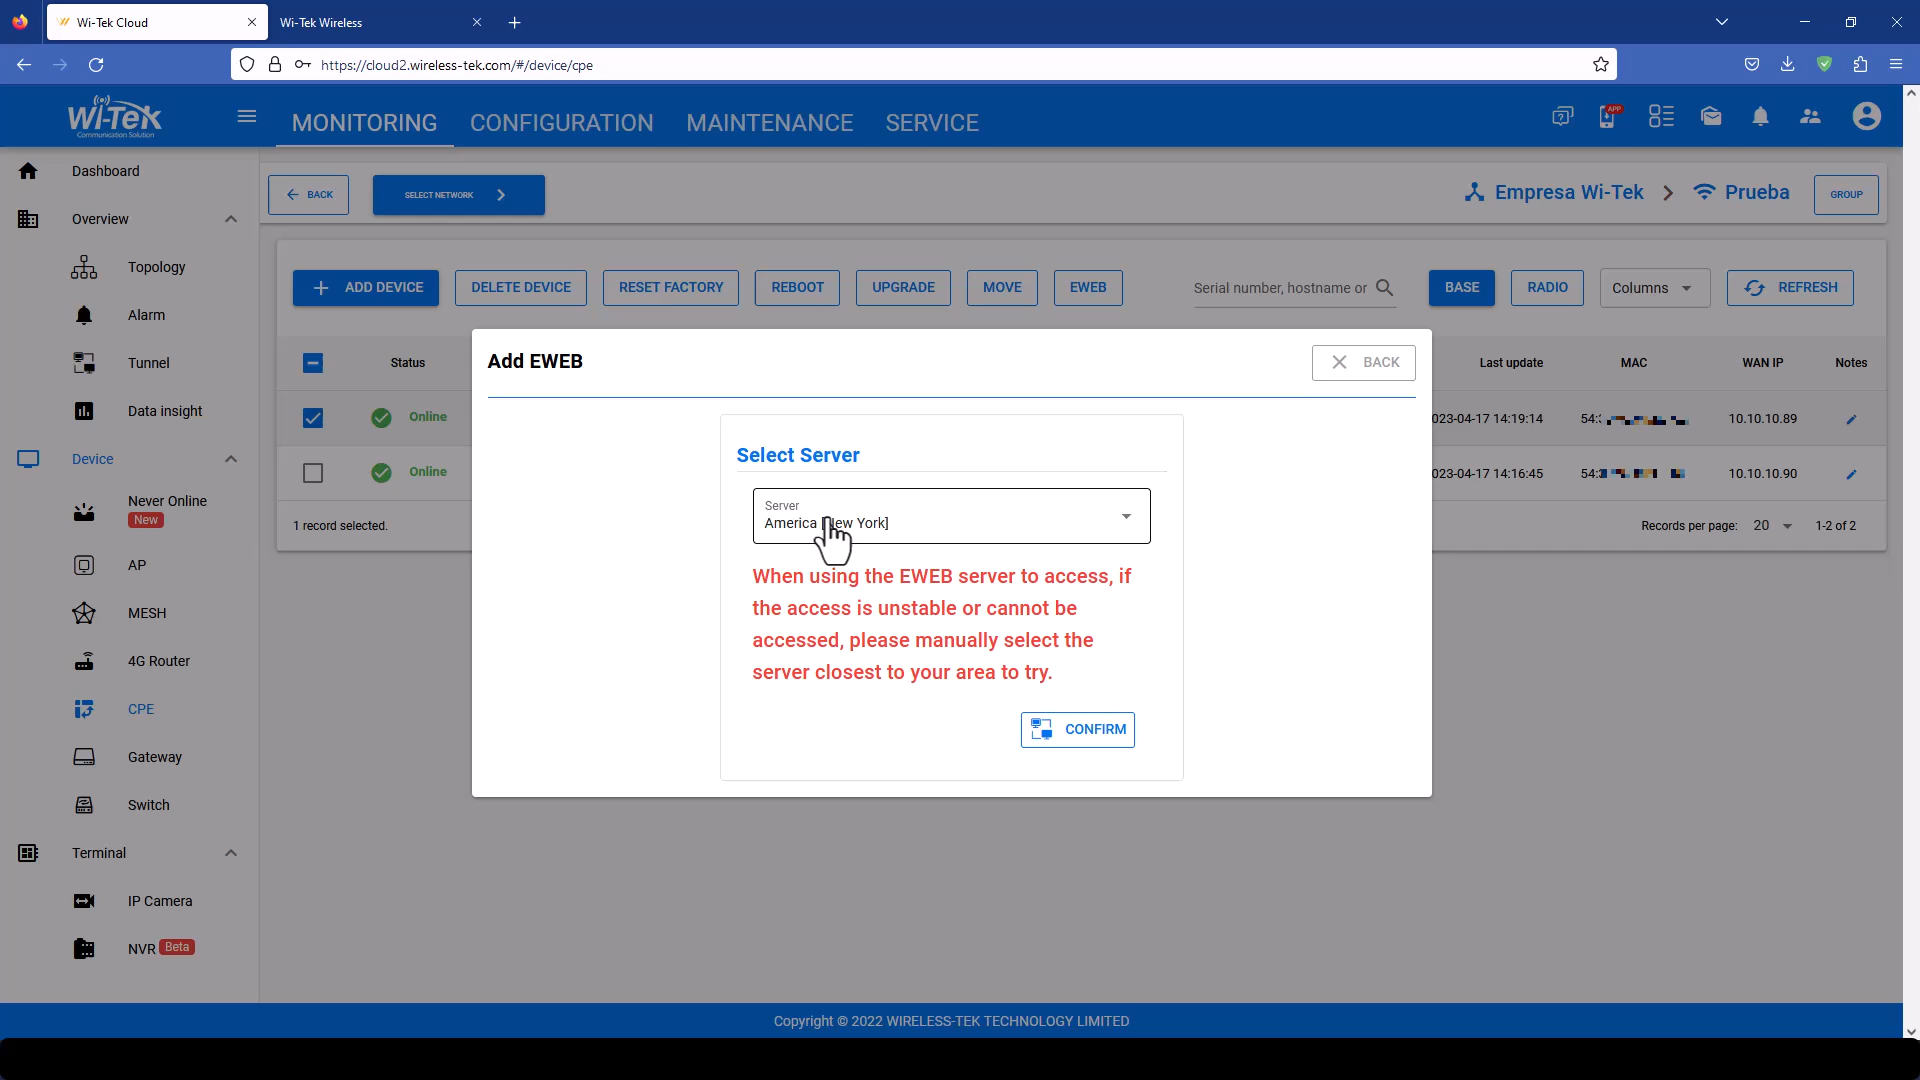 Wi-Tek Cloud
Wi-Tek Wireless
https://cloud2.wireless-tek.com/#/device/cpe
Wi-Tek
Communication Solution
MONITORING
CONFIGURATION
MAINTENANCE
SERVICE
APP
Dashboard
Overview
Topology
Alarm
Tunnel
Data insight
Device
Never Online
New
AP
MESH
4G Router
CPE
Gateway
Switch
Terminal
IP Camera
NVR Beta
BACK
SELECT NETWORK
Empresa Wi-Tek
Prueba
GROUP
ADD DEVICE
DELETE DEVICE
RESET FACTORY
REBOOT
UPGRADE
MOVE
EWEB
Serial number, hostname or
BASE
RADIO
Columns
REFRESH
Status
Last update
MAC
WAN IP
Notes
Online
023-04-17 14:19:14
54:
10.10.10.89
Online
023-04-17 14:16:45
54:
10.10.10.90
1 record selected.
Records per page: 20
1-2 of 2
Add EWEB
BACK
Select Server
Server
America [New York]
When using the EWEB server to access, if
the access is unstable or cannot be
accessed, please manually select the
server closest to your area to try.
CONFIRM
Copyright © 2022 WIRELESS-TEK TECHNOLOGY LIMITED